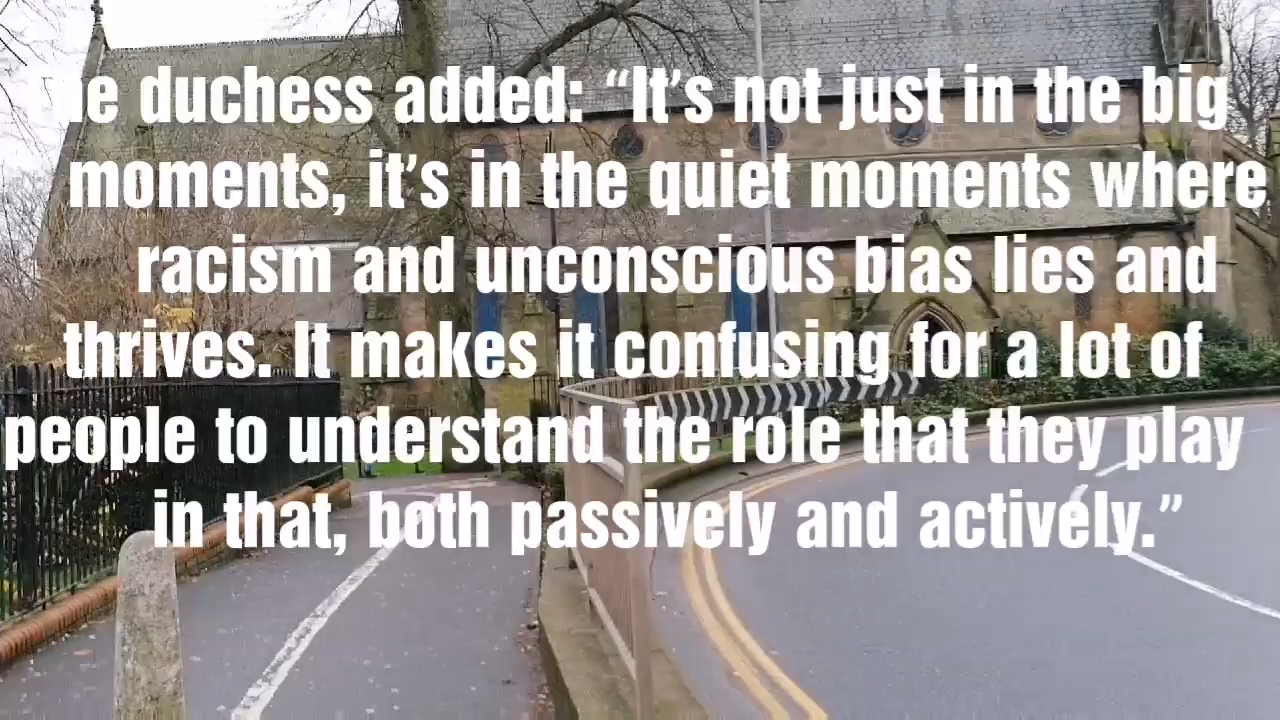 The duchess added: “It’s not just in the big
moments, it’s in the quiet moments where
racism and unconscious bias lies and
thrives. It makes it confusing for a lot of
people to understand the role that they play
in that, both passively and actively.”